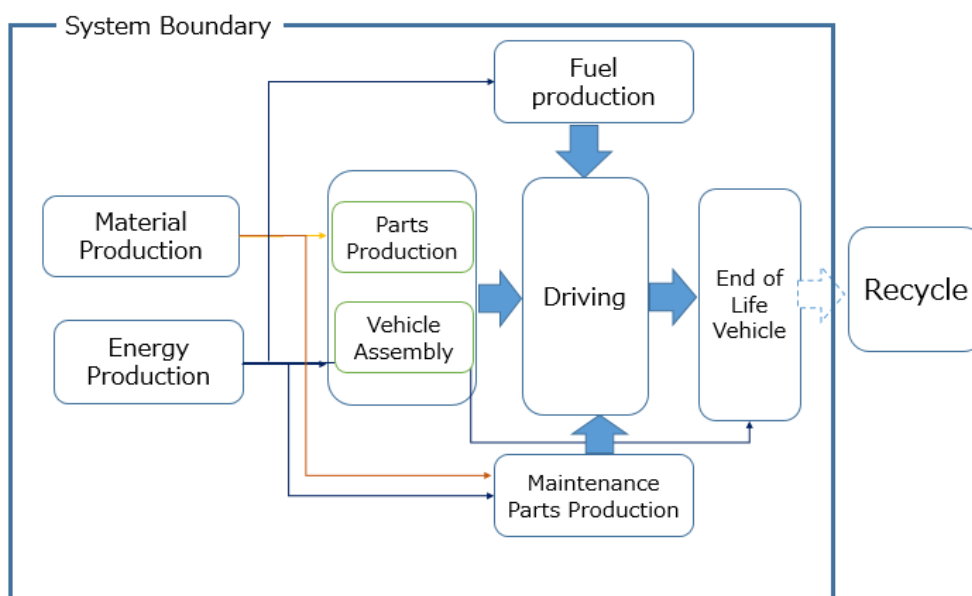 System Boundary
Fuel
production
Material
Production
Parts
Production
Driving
End of
Life
Vehicle
Recycle
Energy
Production
Vehicle
Assembly
Maintenance
Parts Production